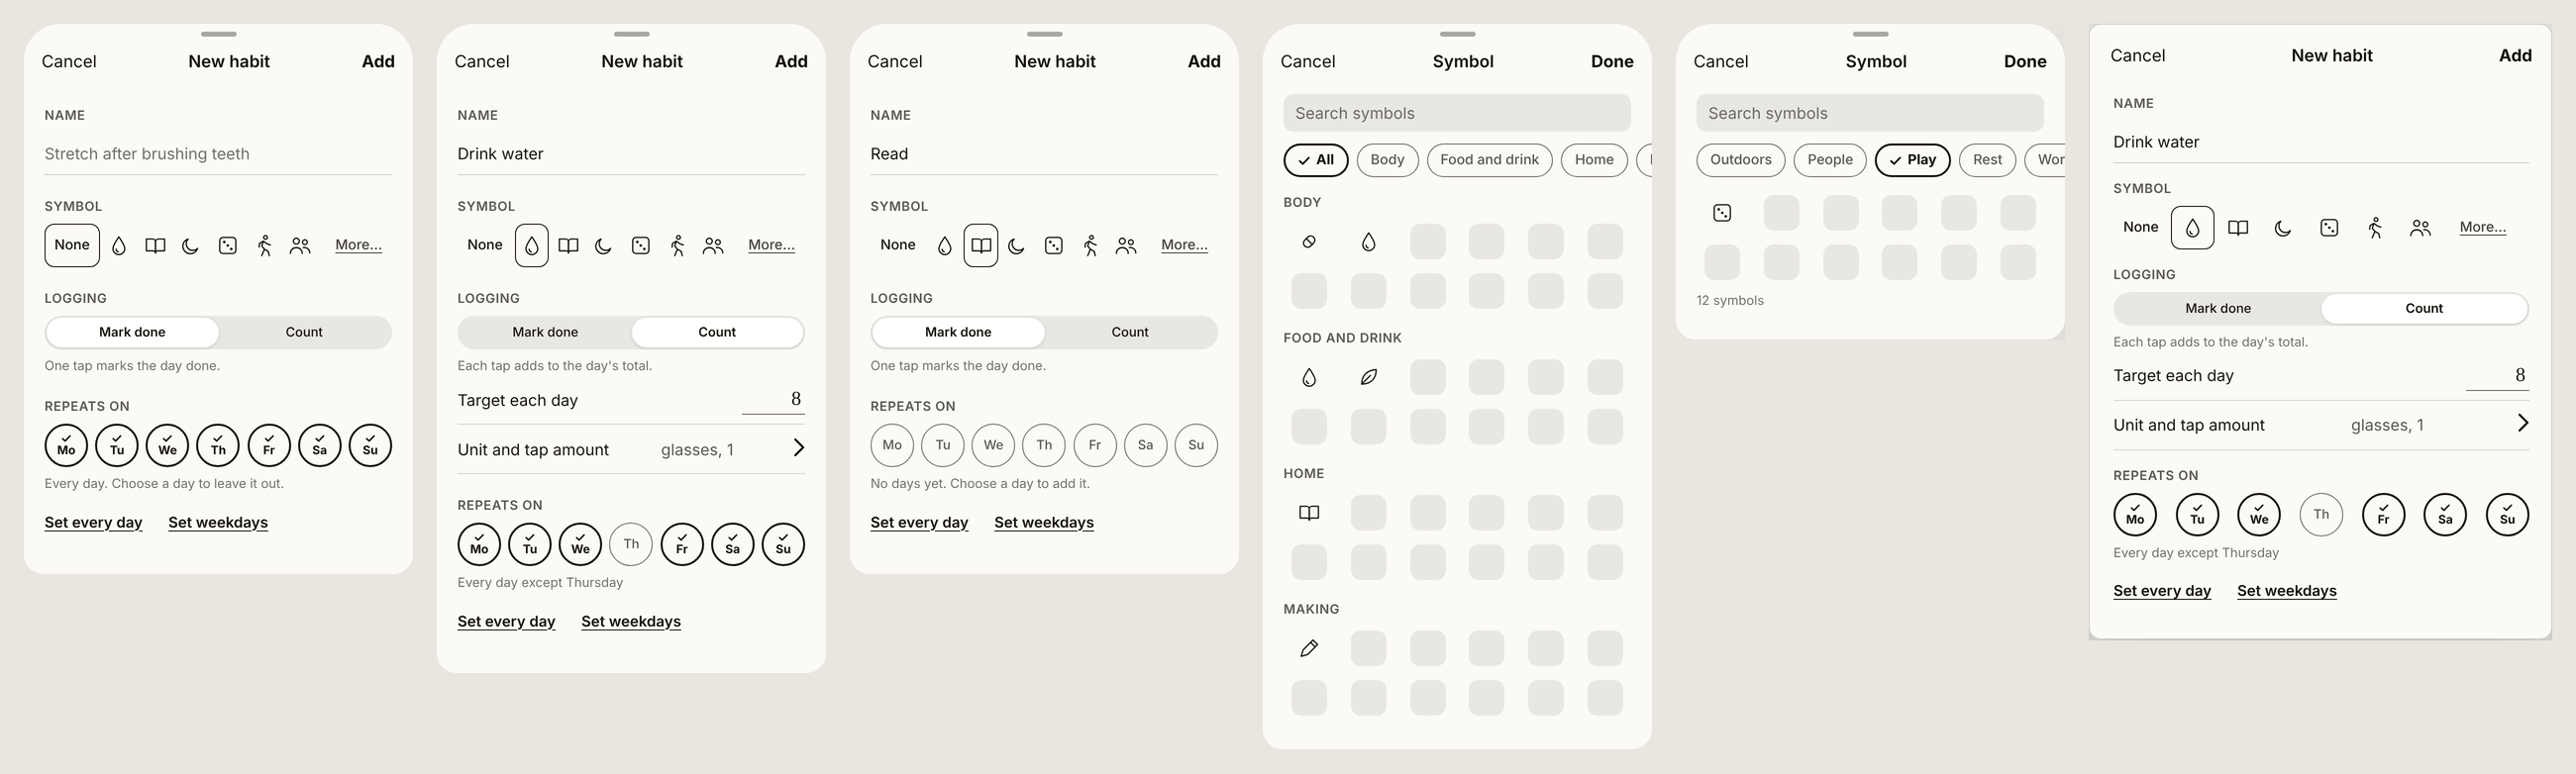 Cancel New habit Add
NAME
Stretch after brushing teeth
SYMBOL
None More...
LOGGING
Mark done Count
One tap marks the day done.
REPEATS ON
Mo Tu We Th Fr Sa Su
Every day. Choose a day to leave it out.
Set every day Set weekdays
Cancel New habit Add
NAME
Drink water
SYMBOL
None More...
LOGGING
Mark done Count
Each tap adds to the day's total.
Target each day 8
Unit and tap amount glasses, 1
REPEATS ON
Mo Tu We Th Fr Sa Su
Every day except Thursday
Set every day Set weekdays
Cancel New habit Add
NAME
Read
SYMBOL
None More...
LOGGING
Mark done Count
One tap marks the day done.
REPEATS ON
Mo Tu We Th Fr Sa Su
No days yet. Choose a day to add it.
Set every day Set weekdays
Cancel Symbol Done
Search symbols
All Body Food and drink Home
BODY
FOOD AND DRINK
HOME
MAKING
Cancel Symbol Done
Search symbols
Outdoors People Play Rest
12 symbols
Cancel New habit Add
NAME
Drink water
SYMBOL
None More...
LOGGING
Mark done Count
Each tap adds to the day's total.
Target each day 8
Unit and tap amount glasses, 1
REPEATS ON
Mo Tu We Th Fr Sa Su
Every day except Thursday
Set every day Set weekdays